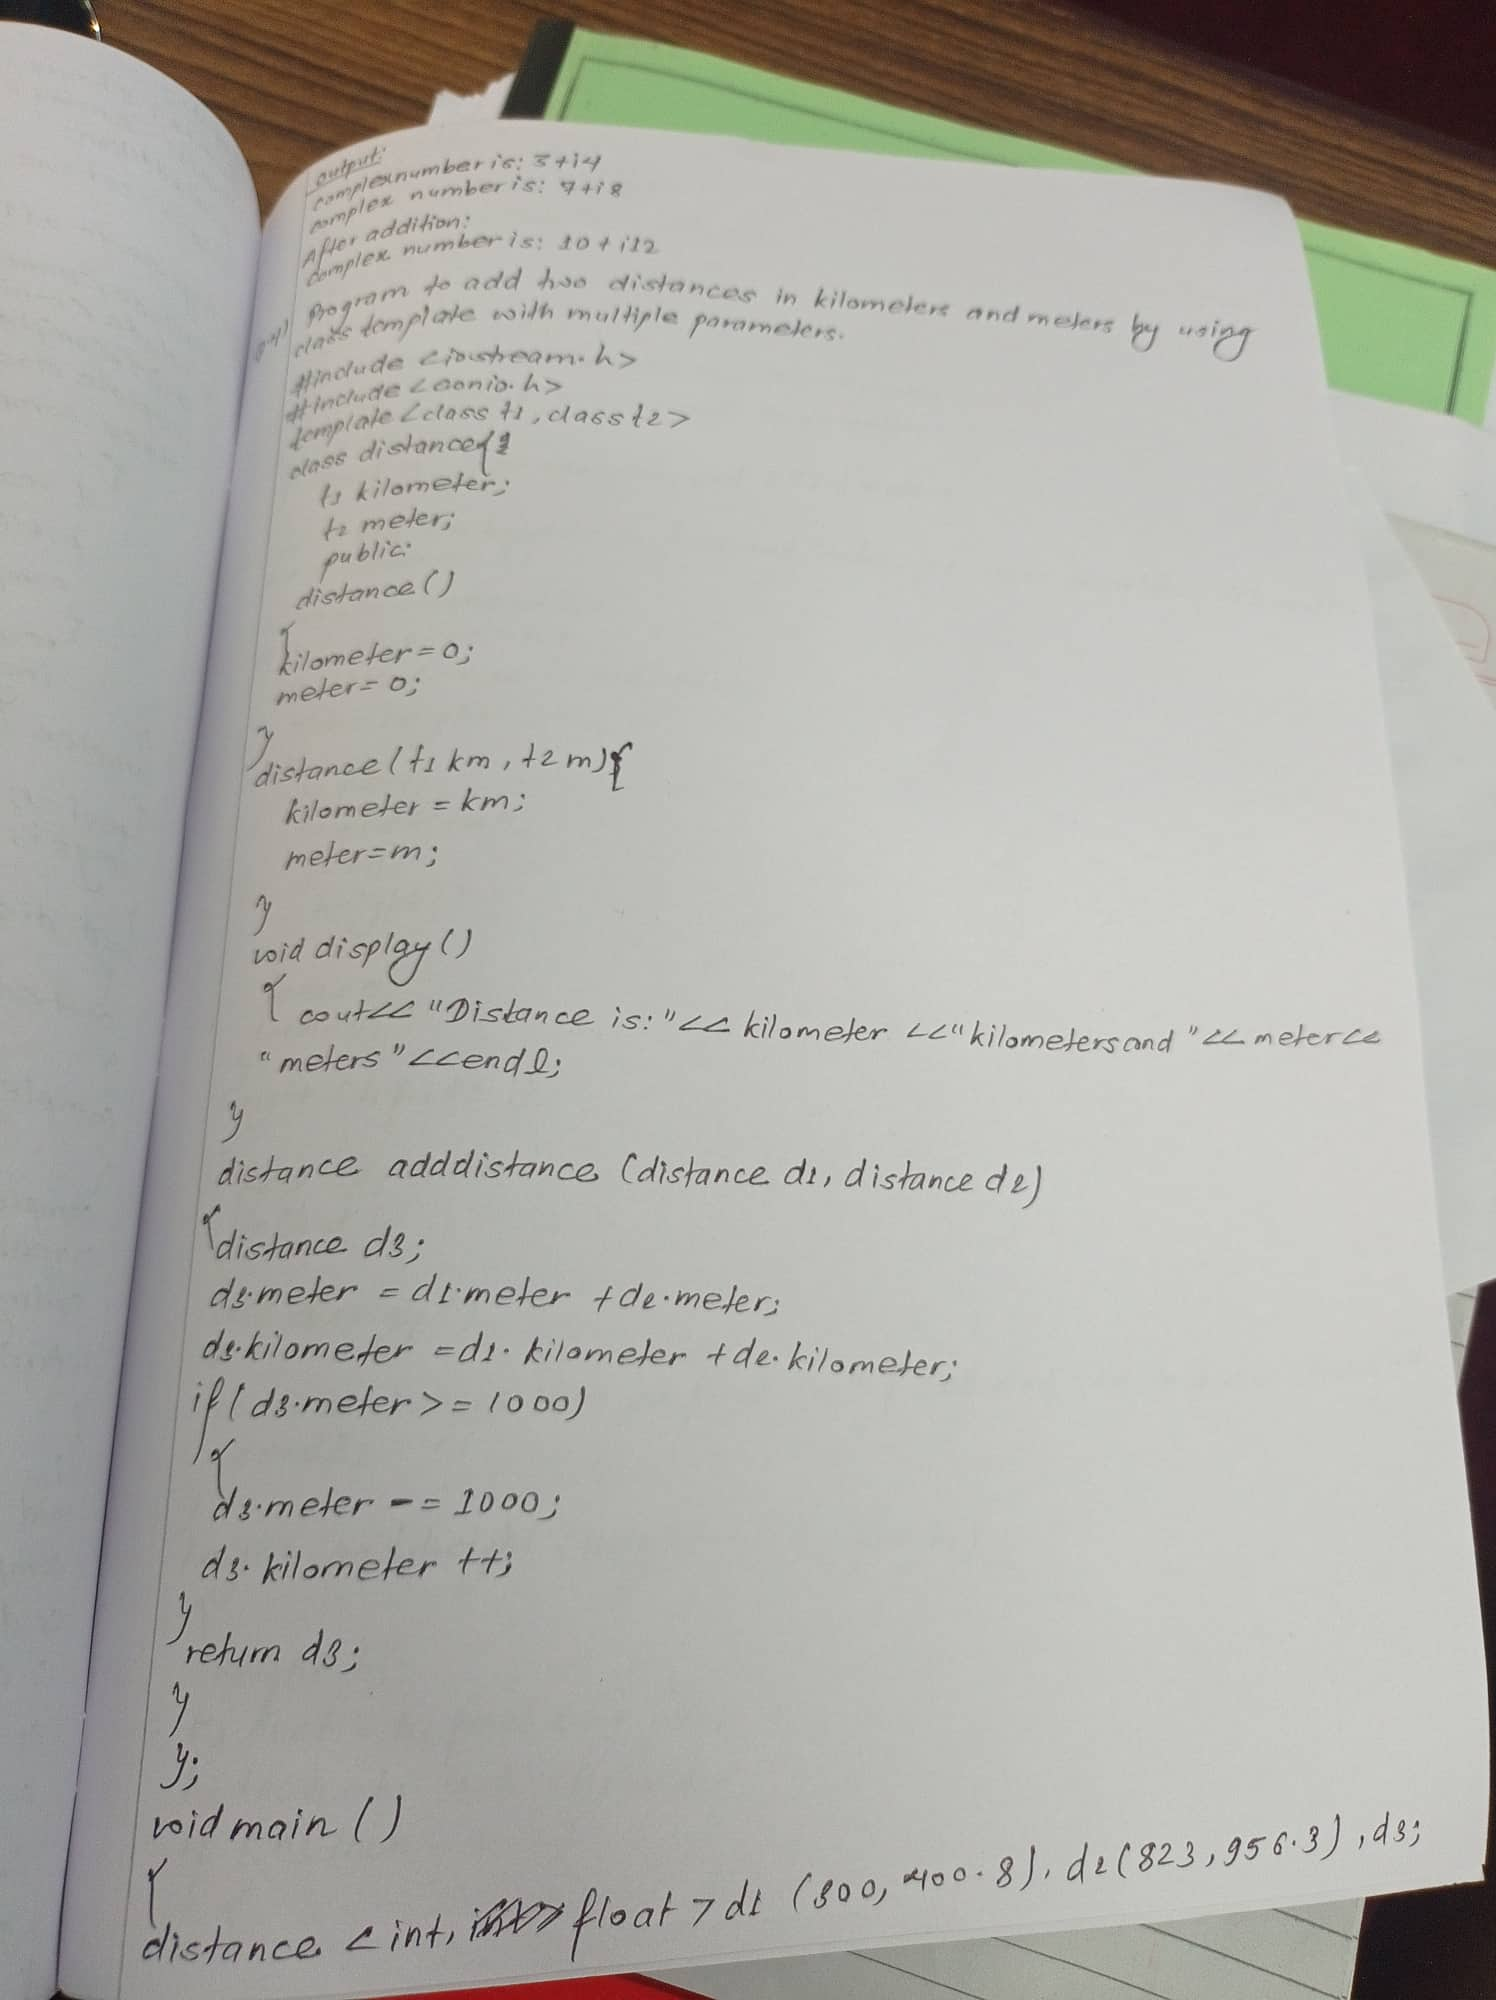 output:
complex number is: 3+i4
complex number is: 7+i8
After addition:
complex number is: 10+i12
Program to add two distances in kilometers and meters by using
class template with multiple parameters.
#include <iostream.h>
#include <conio.h>
template <class t1, class t2>
class distance{
t1 kilometer;
t2 meter;
public:
distance()
{
kilometer=0;
meter=0;
}
distance(t1 km, t2 m){
kilometer = km;
meter=m;
}
void display()
{ cout<< "Distance is:"<< kilometer <<"kilometers and "<< meter<<
"meters"<<endl;
}
distance adddistance (distance d1, distance d2)
{
distance d3;
d3.meter = d1.meter + d2.meter;
d3.kilometer = d1.kilometer + d2.kilometer;
if(d3.meter>=1000)
{
d3.meter -= 1000;
d3.kilometer ++;
}
return d3;
}
};
void main()
{
distance <int, float> d1 (800, 400.8), d2(823,956.3), d3;